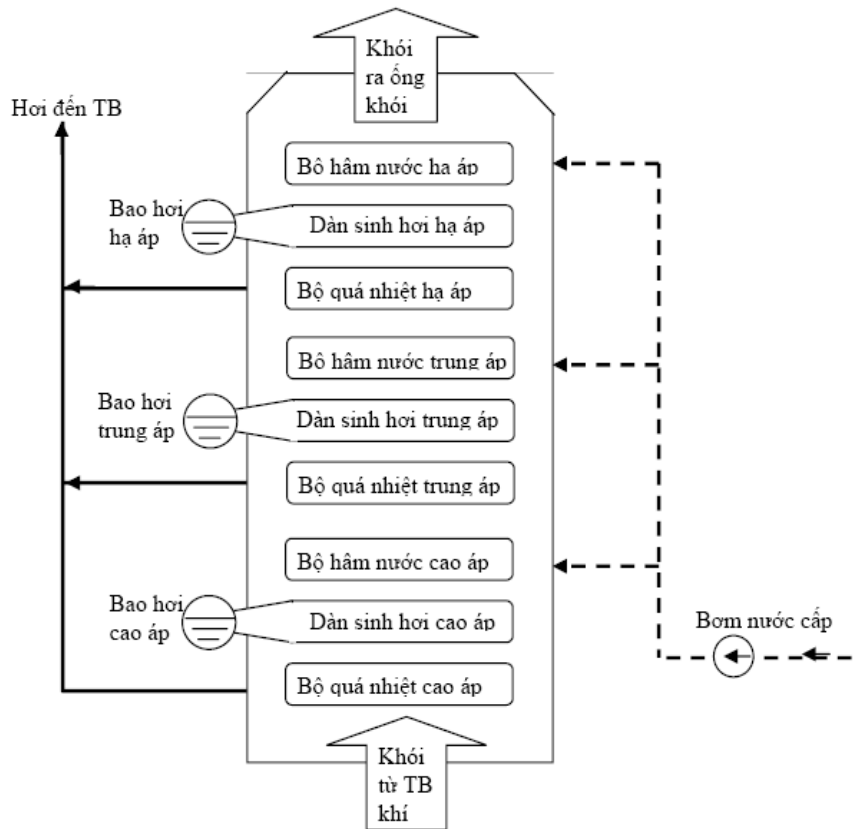 Khói
ra ống
khói
Hơi đến TB
Bô hâm nước ha áp
Bao hơi
hạ áp
Dàn sinh hơi hạ áp
Bộ quá nhiệt hạ áp
Bô hâm nước trung áp
Bao hơi
trung áp
Dàn sinh hơi trung áp
Bộ quá nhiệt trung áp
Bộ hâm nước cao áp
Bao hơi
cao áp
Dàn sinh hơi cao áp
Bơm nước cấp
Bộ quá nhiệt cao áp
Khói
từ TB
khí